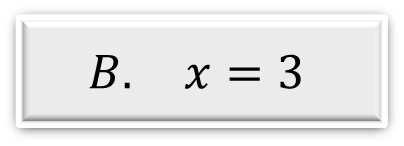 B. x = 3